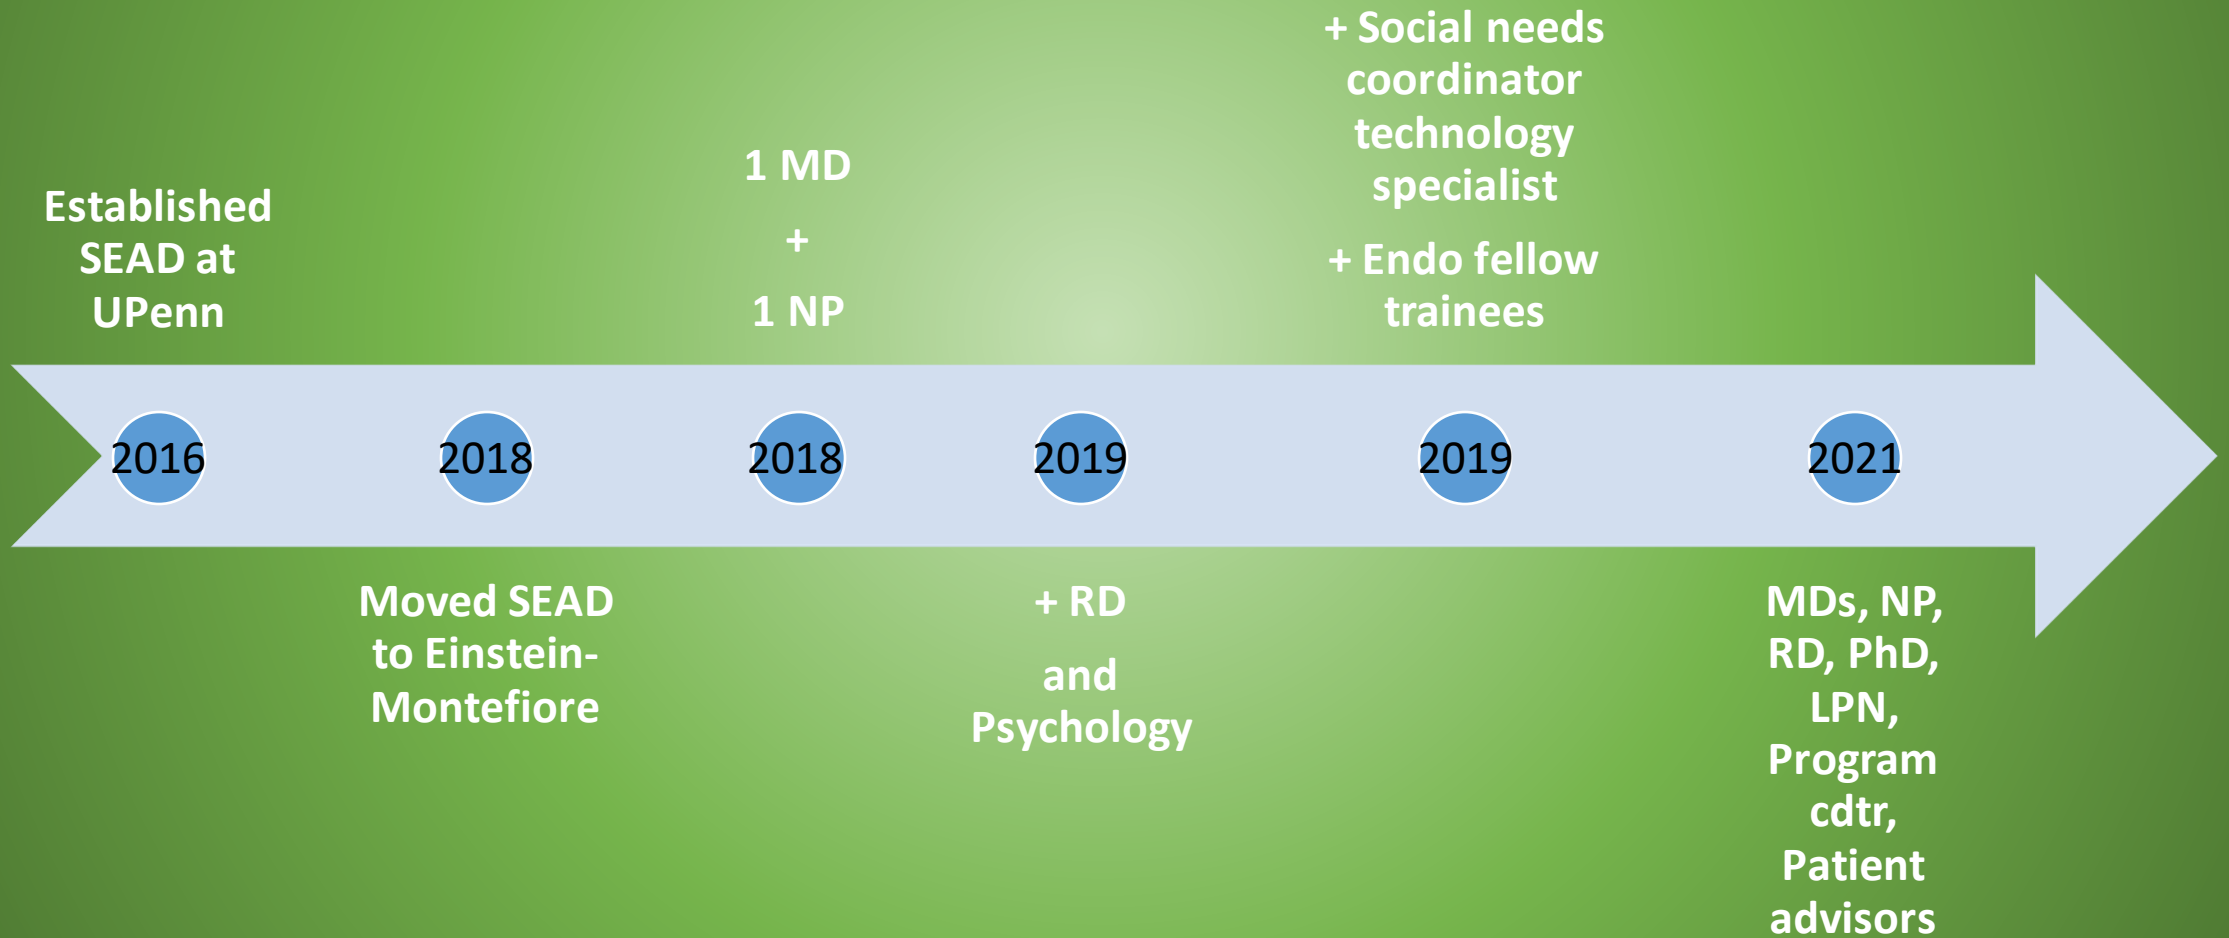 Established
SEAD at
UPenn
1 MD
+
1 NP
+ Social needs
coordinator
technology
specialist
+ Endo fellow
trainees
2016
2018
2018
2019
2019
2021
Moved SEAD
to Einstein-
Montefiore
+ RD
and
Psychology
MDs, NP,
RD, PhD,
LPN,
Program
cdtr,
Patient
advisors